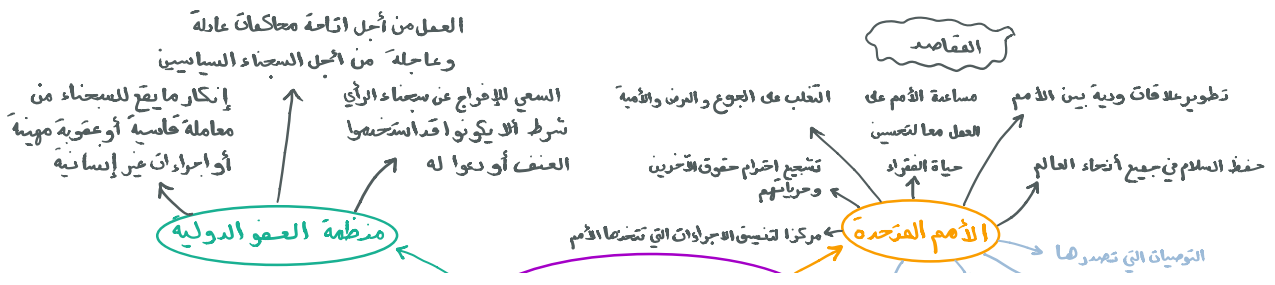 المقاصد
تطوير علاقات ودية بين الأمم
حفظ السلام في جميع أنحاء العالم
مساعدة الأمم على
العمل معا لتحسين
حياة الفقراء
التغلب على الجوع والمرض والأمية
تشجيع احترام حقوق الآخرين
وحرياتهم
مركزا لتنسيق الاجراءات التي تتخذها الأمم
الأمم المتحدة
التوصيات التي تصدرها
العمل من أجل اتاحة محاكمات عادلة
وعاجلة من أجل السجناء السياسيين
السعي للإفراج عن سجناء الرأي
شرط ألا يكونوا قد استخدموا
العنف أو دعوا له
إنكار ما يقع للسجناء من
معاملة قاسية أو عقوبة مهينة
أو اجراءات غير إنسانية
منظمة العفو الدولية